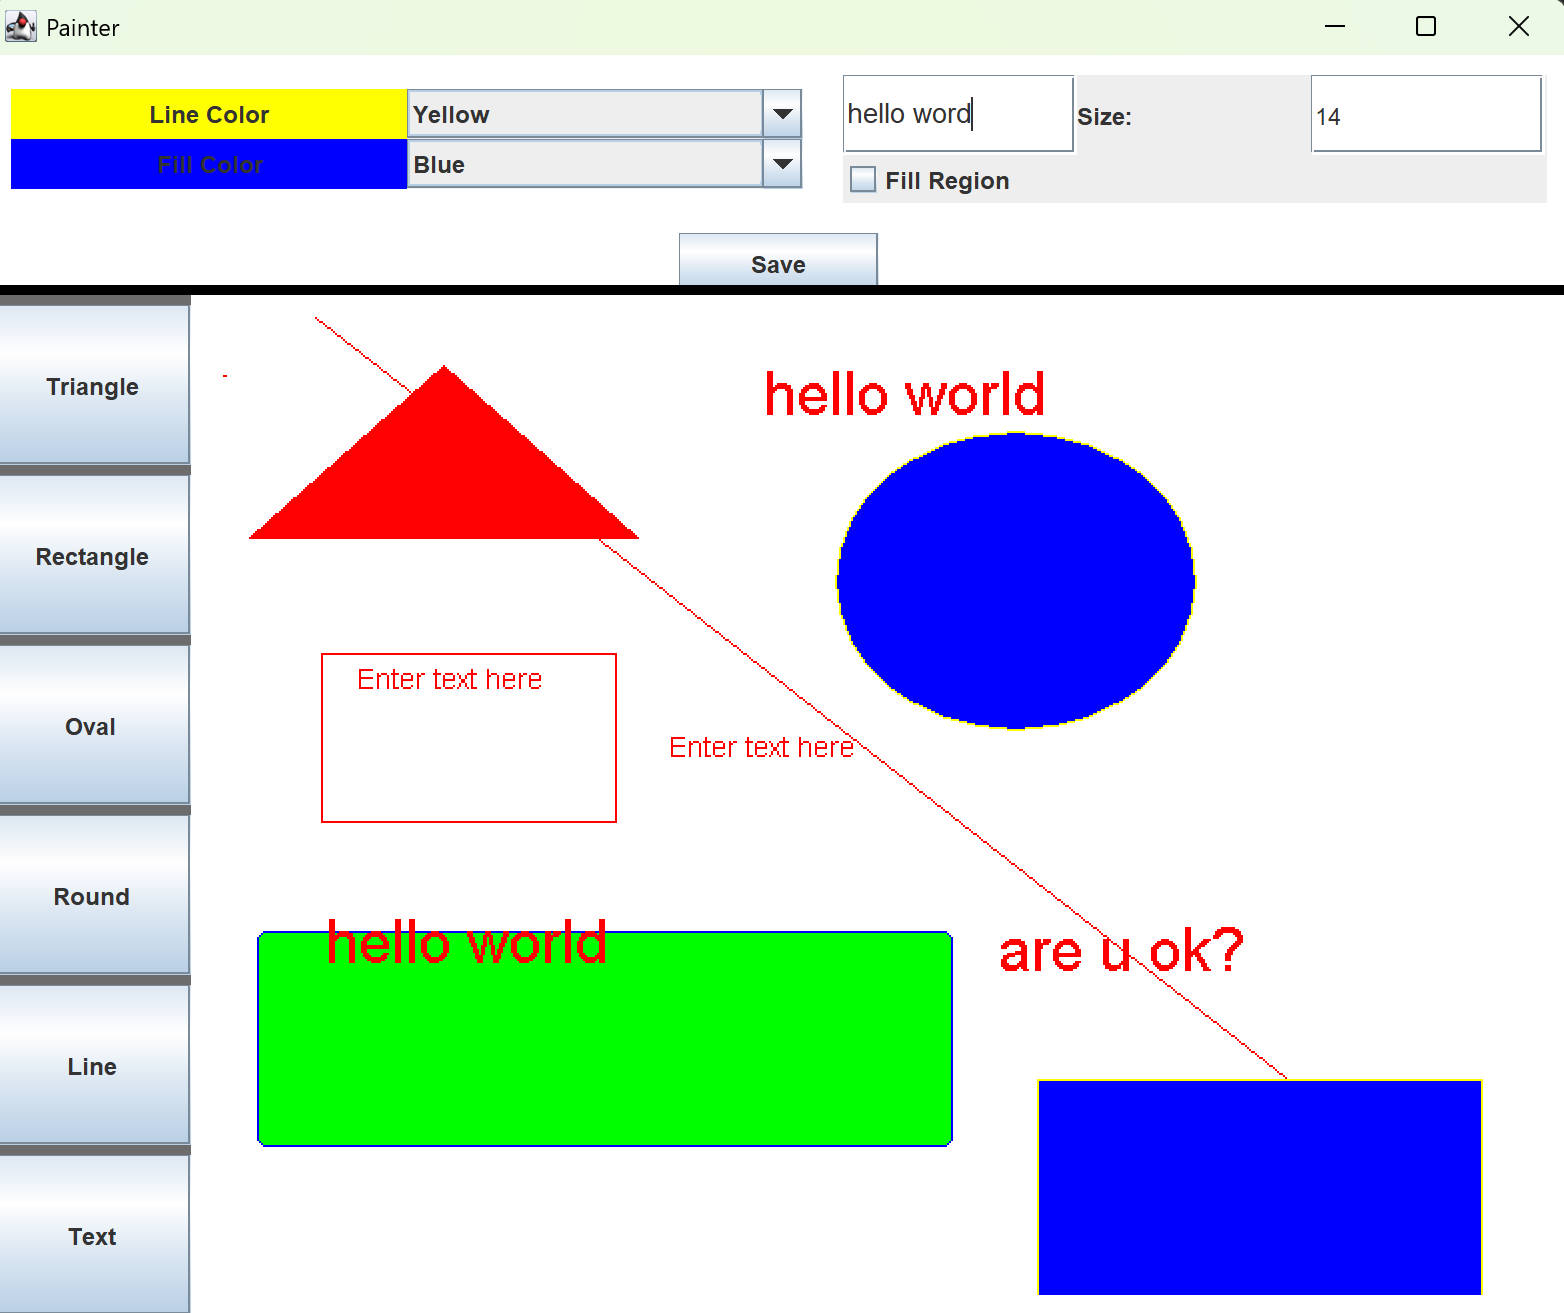 Painter
Line Color Yellow
Fill Color Blue
hello word Size: 14
Fill Region
Save
Triangle
Rectangle
Oval
Round
Line
Text
hello world
Enter text here
Enter text here
hello world
are u ok?